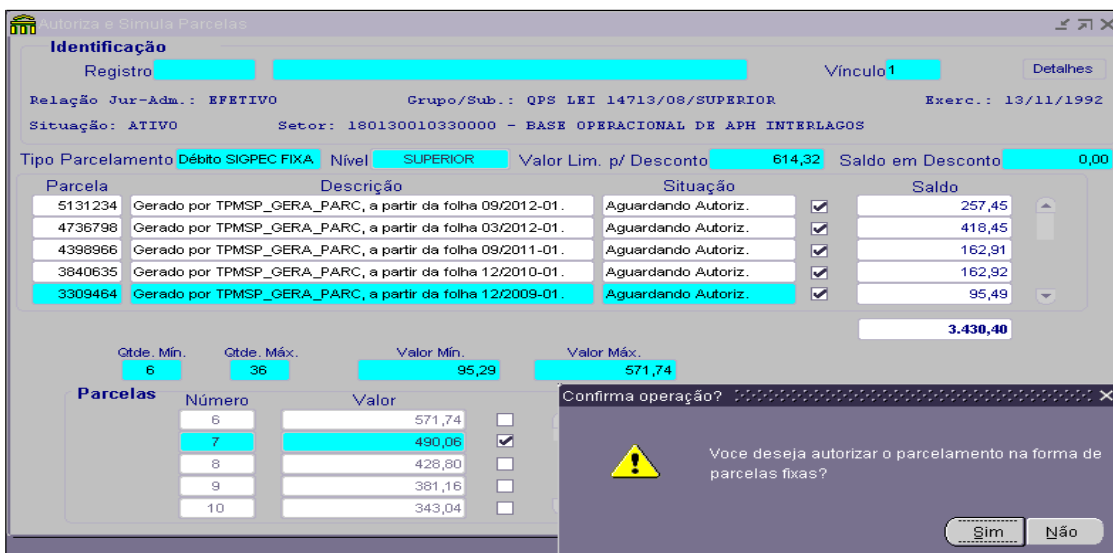 Autoriza e Simula Parcelas
Identificação
Registro Vínculo 1 Detalhes
Relação Jur-Adm.: EFETIVO Grupo/Sub.: QPS LEI 14713/08/SUPERIOR Exerc.: 13/11/1992
Situação: ATIVO Setor: 180130010330000 - BASE OPERACIONAL DE APH INTERLAGOS
Tipo Parcelamento Débito SIGPEC FIXA Nível SUPERIOR Valor Lim. p/ Desconto 614,32 Saldo em Desconto 0,00
Parcela Descrição Situação Saldo
5131234 Gerado por TPMSP_GERA_PARC, a partir da folha 09/2012-01. Aguardando Autoriz. 257,45
4736798 Gerado por TPMSP_GERA_PARC, a partir da folha 03/2012-01. Aguardando Autoriz. 418,45
4398966 Gerado por TPMSP_GERA_PARC, a partir da folha 09/2011-01. Aguardando Autoriz. 162,91
3840635 Gerado por TPMSP_GERA_PARC, a partir da folha 12/2010-01. Aguardando Autoriz. 162,92
3309464 Gerado por TPMSP_GERA_PARC, a partir da folha 12/2009-01. Aguardando Autoriz. 95,49
3.430,40
Qtde. Mín. Qtde. Máx. Valor Mín. Valor Máx.
6 36 95,29 571,74
Parcelas Número Valor
6 571,74
7 490,06
8 428,80
9 381,16
10 343,04
Confirma operação?
Voce deseja autorizar o parcelamento na forma de
parcelas fixas?
Sim Não